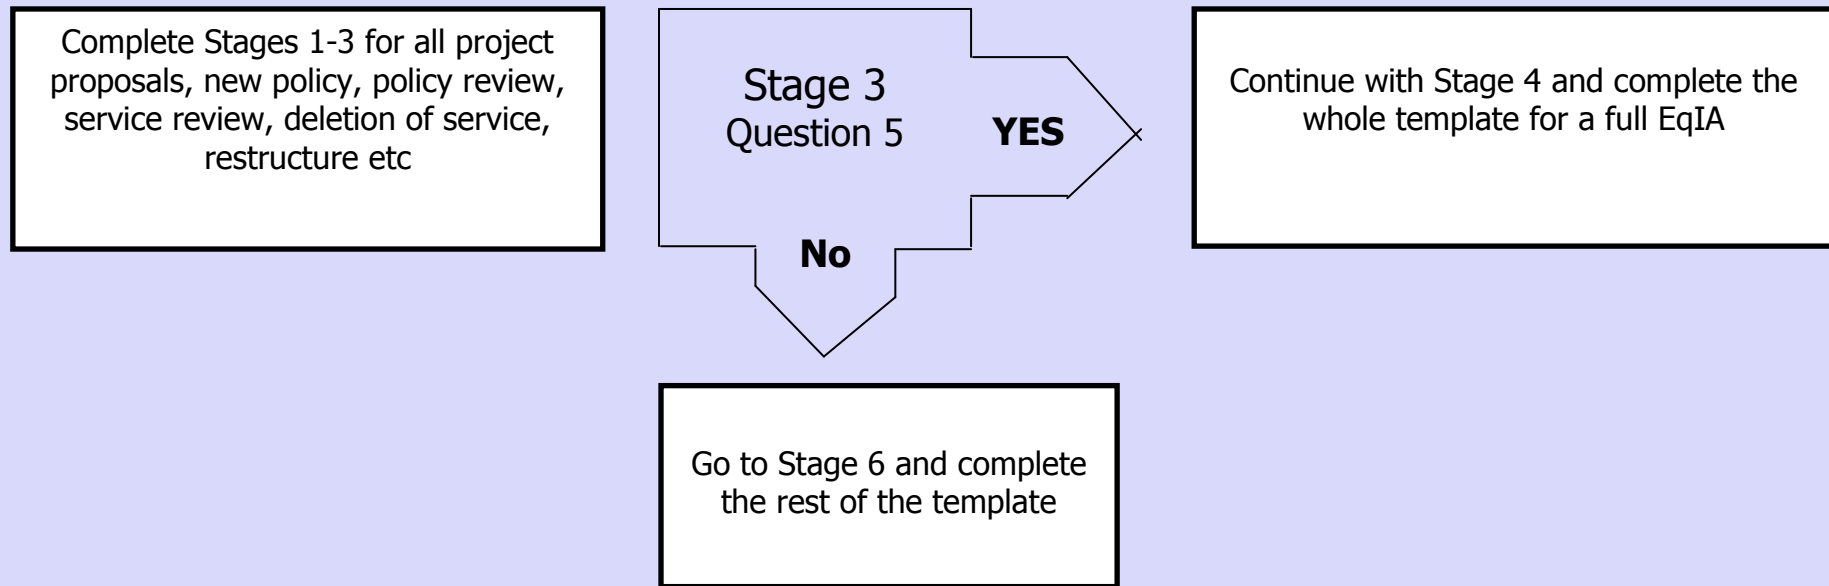 Complete Stages 1-3 for all project
proposals, new policy, policy review,
service review, deletion of service,
restructure etc
Stage 3
Question 5
YES
No
Continue with Stage 4 and complete the
whole template for a full EqIA
Go to Stage 6 and complete
the rest of the template